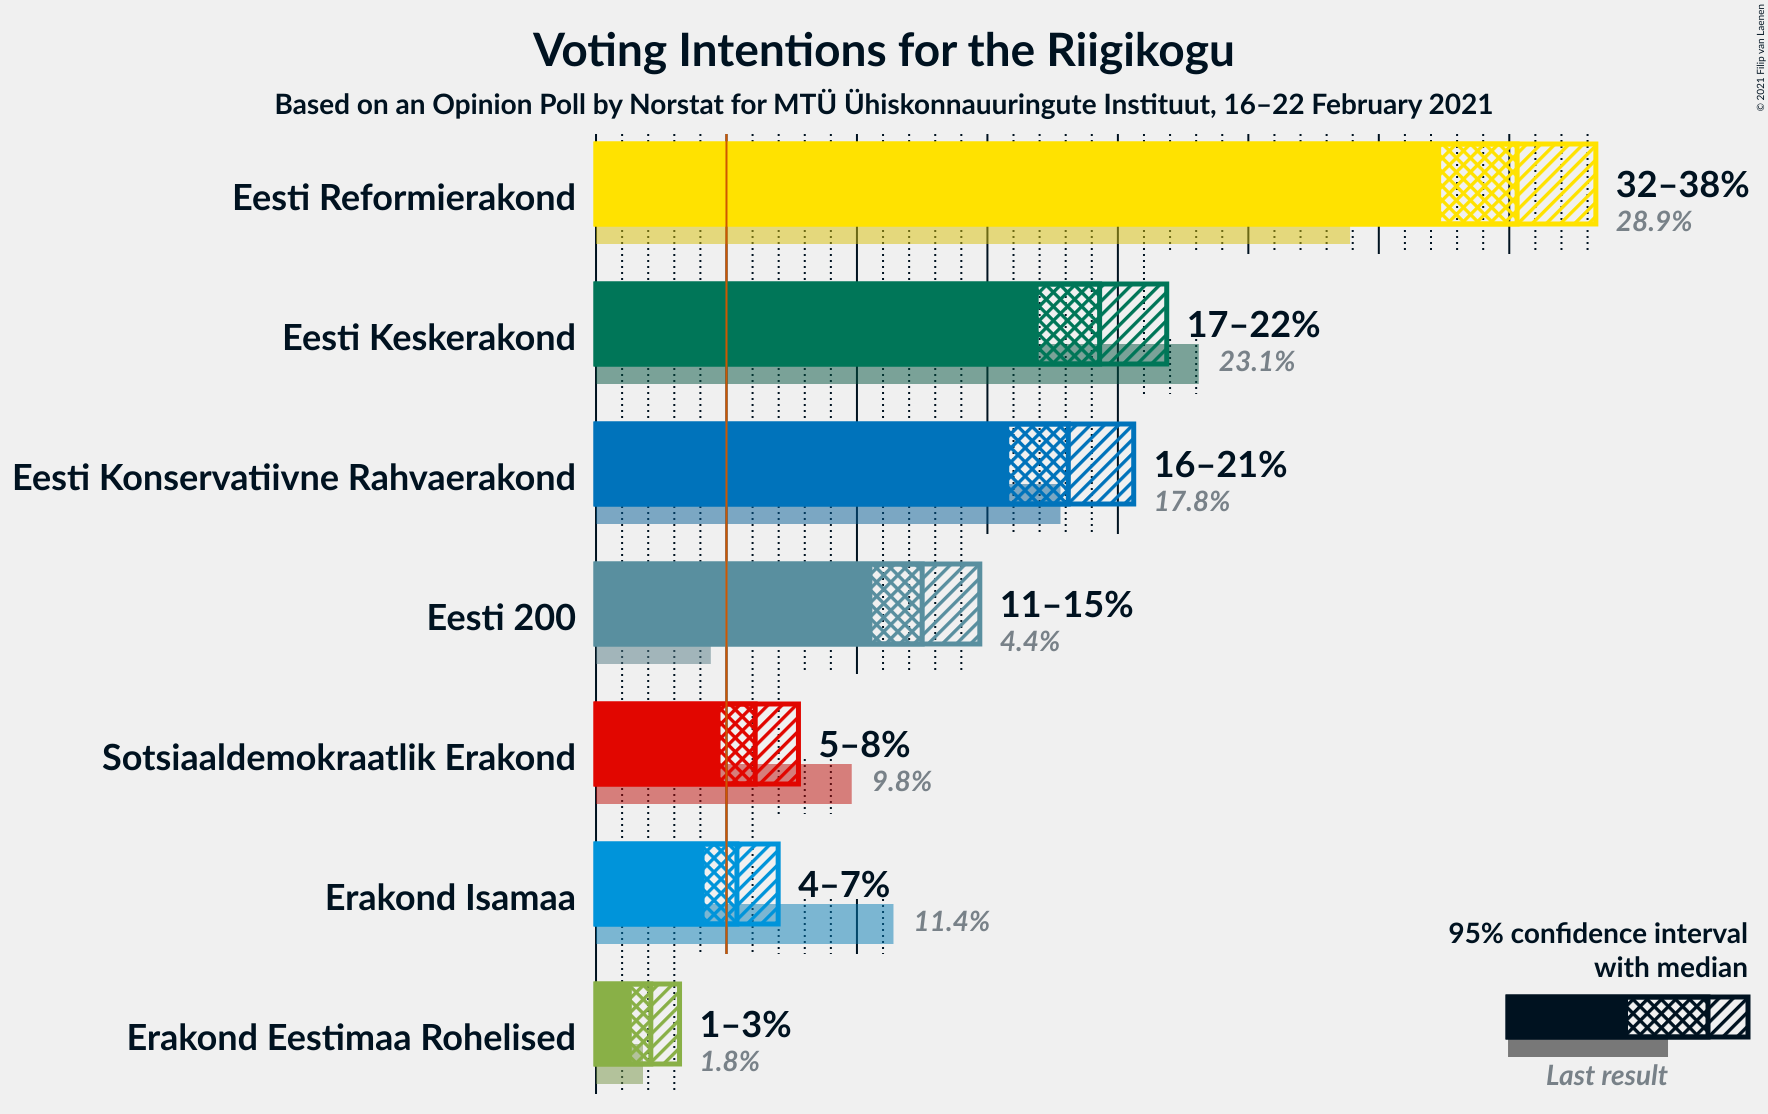 Voting Intentions for the Riigikogu
Based on an Opinion Poll by Norstat for MTÜ Ühiskonnauuringute Instituut, 16–22 February 2021
© 2021 Filip van Laenen
Eesti Reformierakond
32–38%
28.9%
Eesti Keskerakond
17–22%
23.1%
Eesti Konservatiivne Rahvaerakond
16–21%
17.8%
Eesti 200
11–15%
4.4%
Sotsiaaldemokraatlik Erakond
5–8%
9.8%
Erakond Isamaa
4–7%
11.4%
Erakond Eestimaa Rohelised
1–3%
1.8%
95% confidence interval
with median
Last result